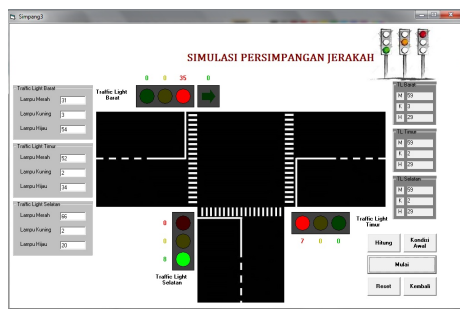 Simpang3
SIMULASI PERSIMPANGAN JERAKAH
0 0 35 0
Traffic Light
Barat
Traffic Light Barat
Lampu Merah 31
Lampu Kuning 3
Lampu Hijau 54
Traffic Light Timur
Lampu Merah 52
Lampu Kuning 2
Lampu Hijau 34
Traffic Light Selatan
Lampu Merah 66
Lampu Kuning 2
Lampu Hijau 20
0
0
8
Traffic Light
Selatan
7 0 0
Traffic Light
Timur
TL Barat
M 59
K 3
H 29
TL Timur
M 59
K 2
H 29
TL Selatan
M 59
K 2
H 29
Hitung
Kondisi
Awal
Mulai
Reset
Kembali